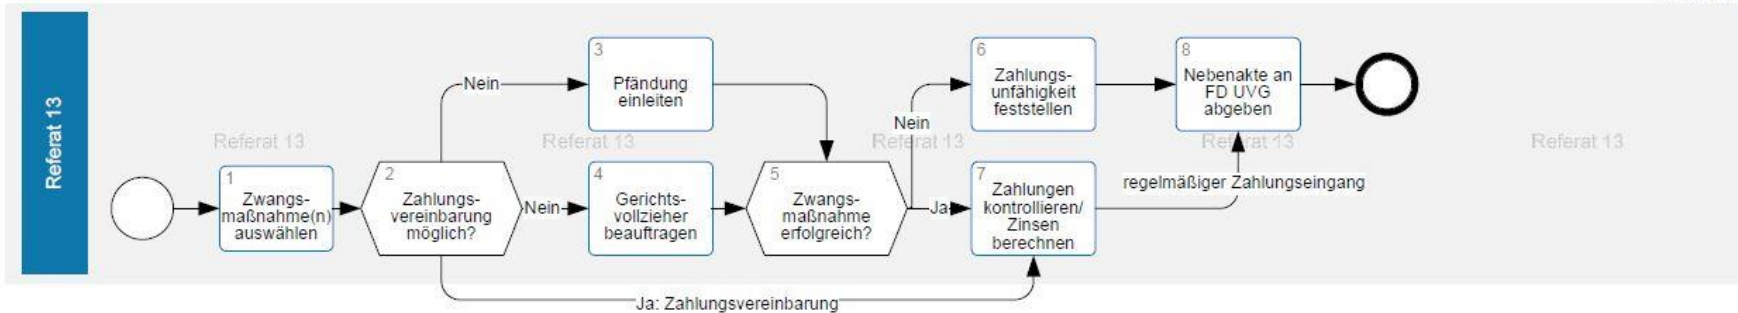 Referat 13
Referat 13
Referat 13
Referat 13
Referat 13
Referat 13
1
Zwangs-
maßnahme(n)
auswählen
2
Zahlungs-
vereinbarung
möglich?
Nein
3
Pfändung
einleiten
Nein
4
Gerichts-
vollzieher
beauftragen
5
Zwangs-
maßnahme
erfolgreich?
Nein
6
Zahlungs-
unfähigkeit
feststellen
Ja
7
Zahlungen
kontrollieren/
Zinsen
berechnen
regelmäßiger Zahlungseingang
8
Nebenakte an
FD UVG
abgeben
Ja: Zahlungsvereinbarung